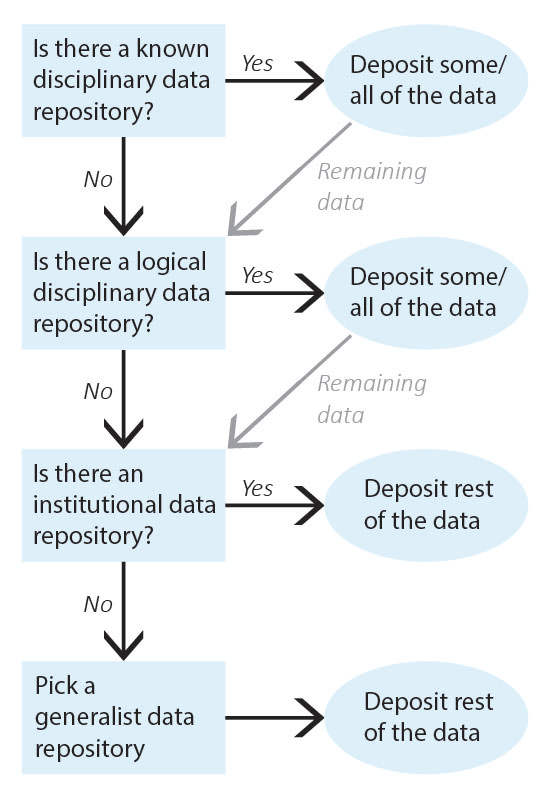 Is there a known
disciplinary data
repository?
Yes
Deposit some/
all of the data
No
Remaining
data
Is there a logical
disciplinary data
repository?
Yes
Deposit some/
all of the data
No
Remaining
data
Is there an
institutional data
repository?
Yes
Deposit rest
of the data
No
Pick a
generalist data
repository
Deposit rest
of the data